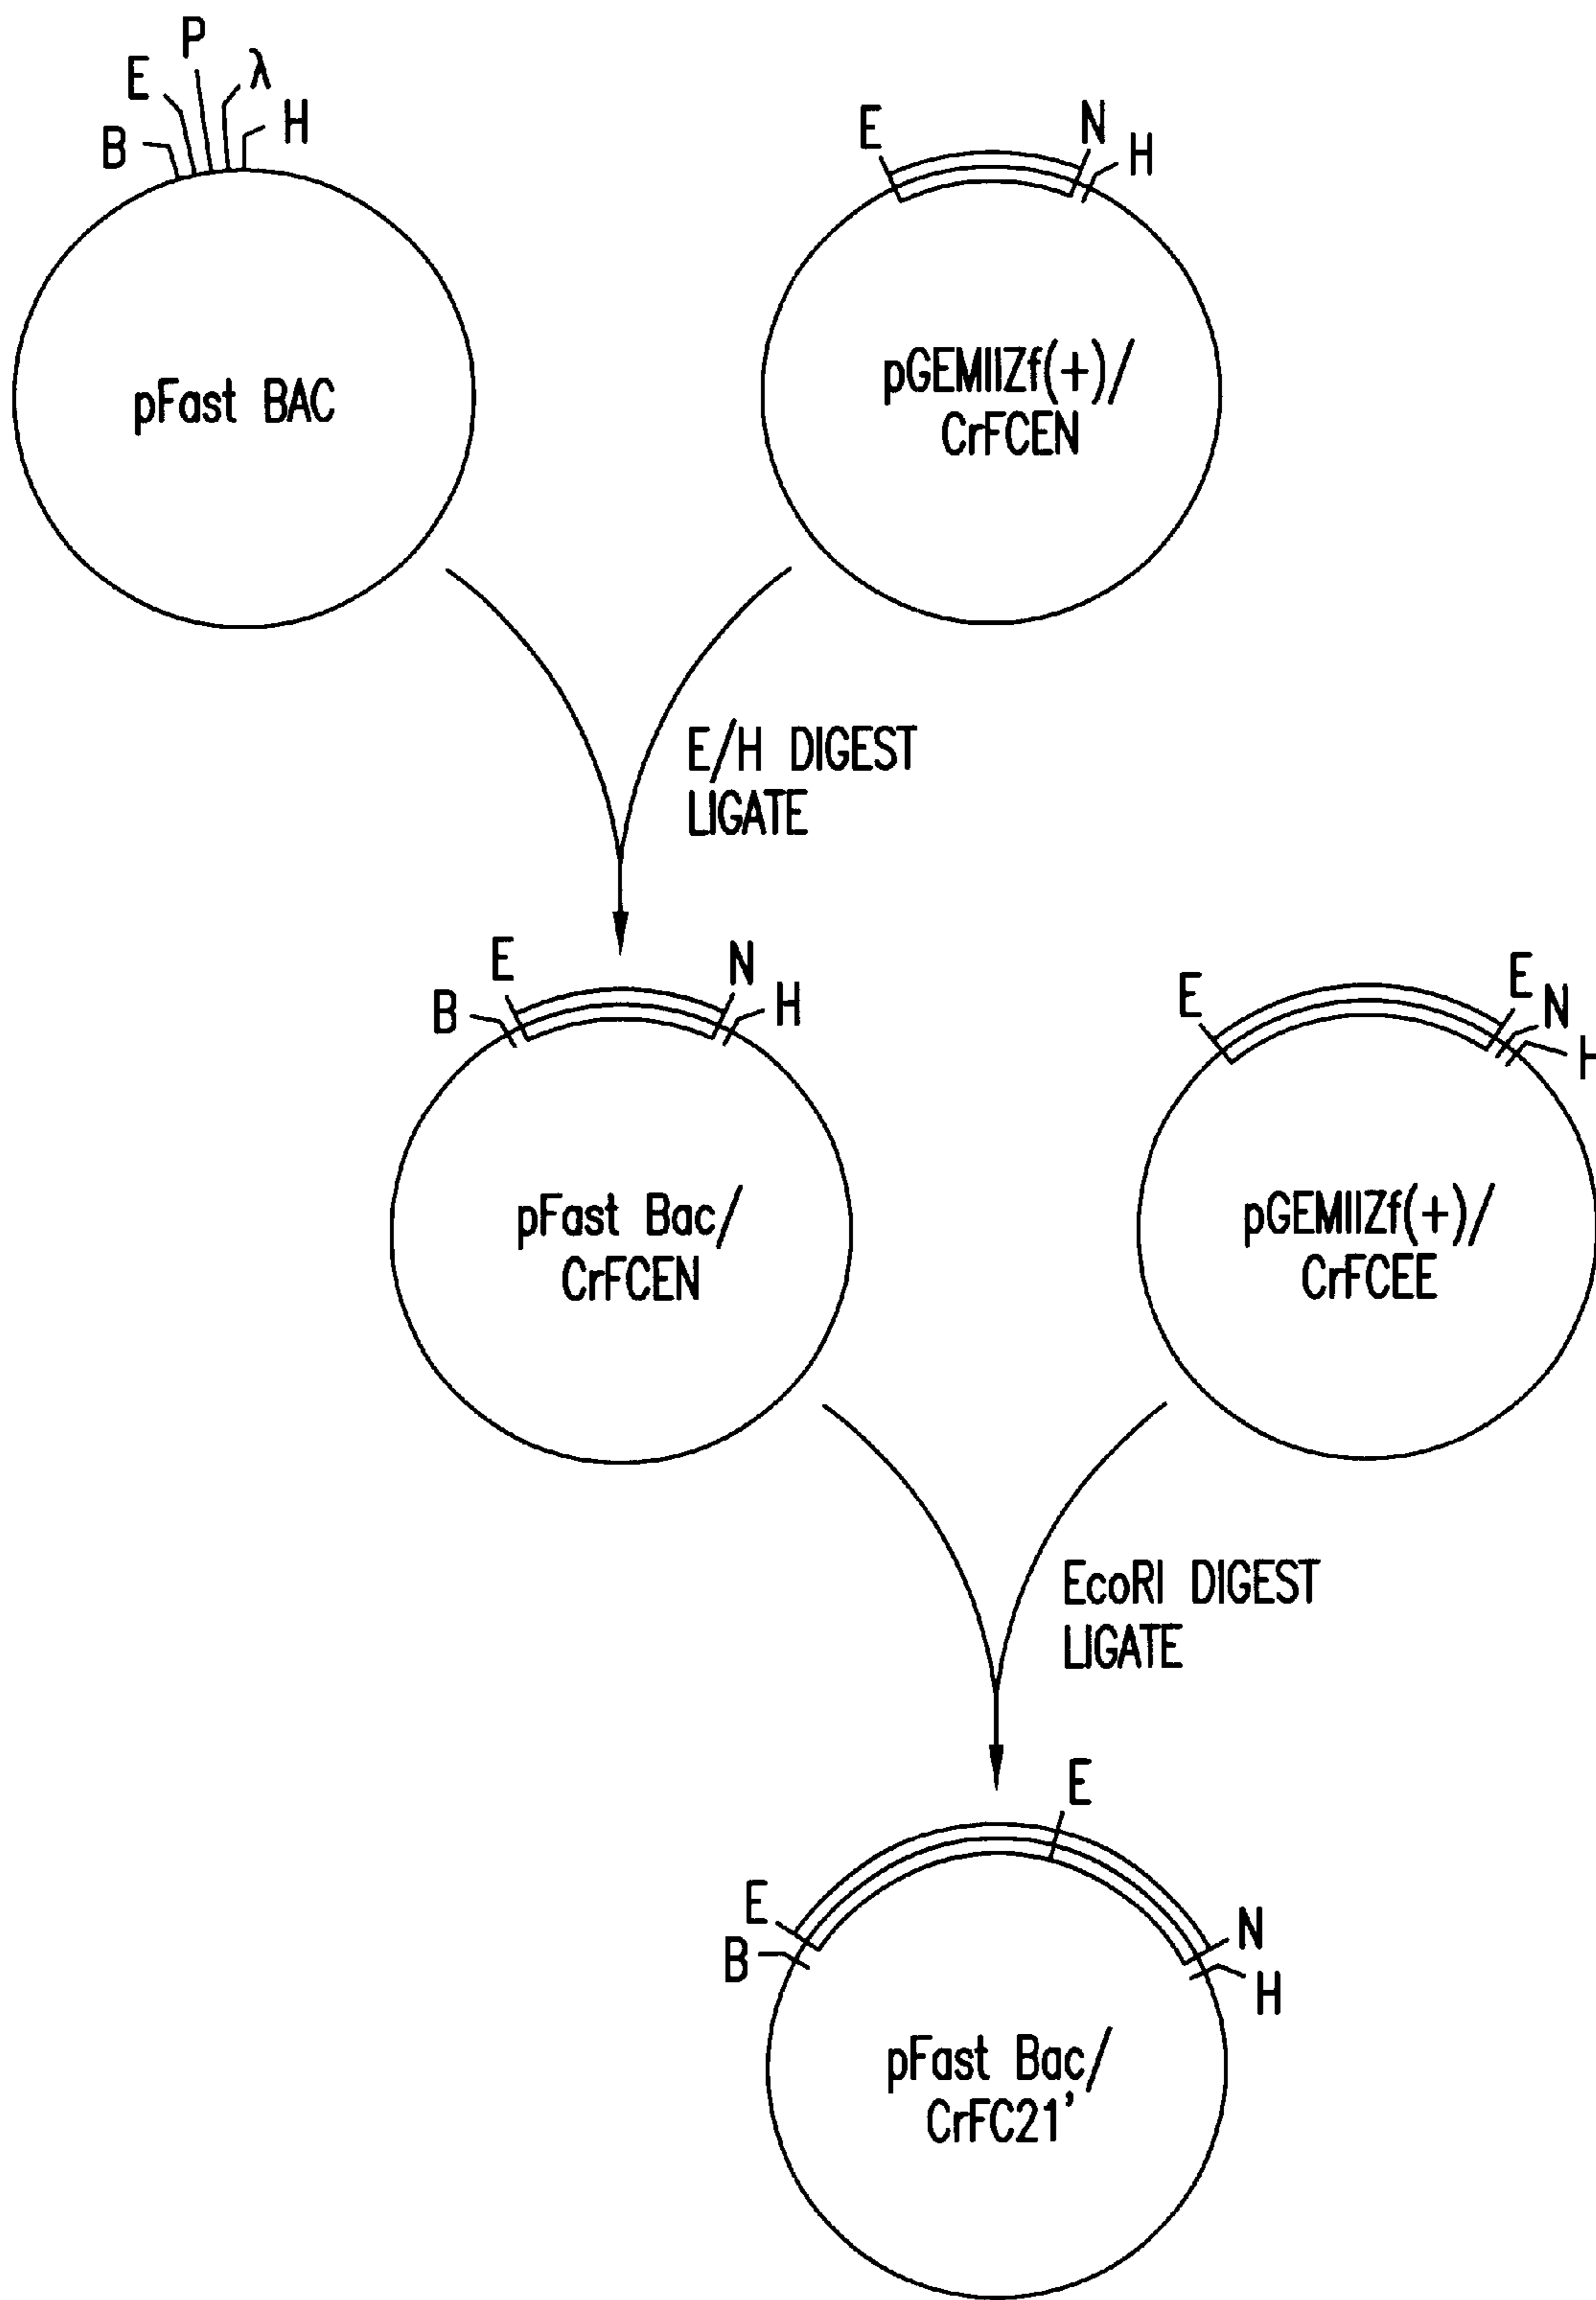 P
E
λ
B
H
pFast BAC
E
N
H
pGEMIIZf(+)/
CrFCEN
E/H DIGEST
LIGATE
E
N
B
H
pFast Bac/
CrFCEN
E
E
N
H
pGEMIIZf(+)/
CrFCEE
EcoRI DIGEST
LIGATE
E
E
B
N
H
pFast Bac/
CrFC21’